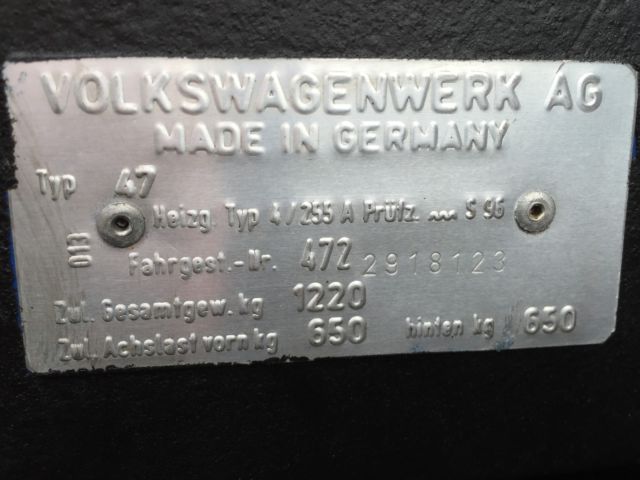 VOLKSWAGENWERK AG
MADE IN GERMANY
Typ 47
Heizg. Typ 4/255 A Prüfz. ~~~ S 96
013
Fahrgest.-Nr. 472 2918123
Zul. Gesamtgew. kg 1220
Zul. Achslast vorn kg 650 hinten kg 650